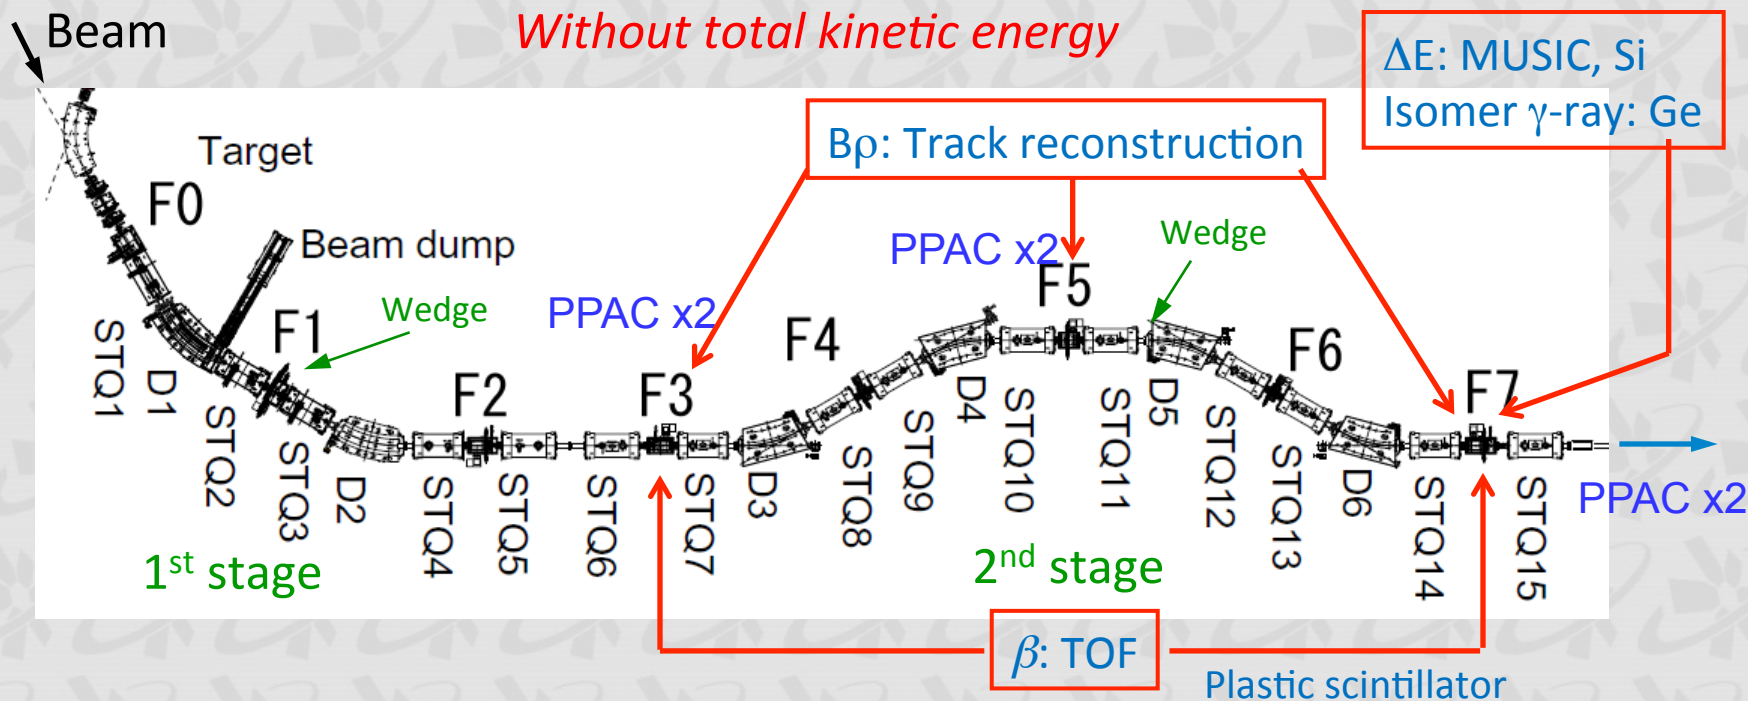 Beam
Without total kinetic energy
ΔE: MUSIC, Si
Isomer γ-ray: Ge
Bρ: Track reconstruction
Target
F0
Beam dump
PPAC x2
Wedge
F5
Wedge
PPAC x2
F1
F4
F6
F2
F3
F7
STQ1
D1
STQ2
STQ3
D2
STQ4
STQ5
STQ6
STQ7
D3
STQ8
STQ9
D4
STQ10
STQ11
D5
STQ12
STQ13
D6
STQ14
STQ15
PPAC x2
1st stage
2nd stage
β: TOF
Plastic scintillator